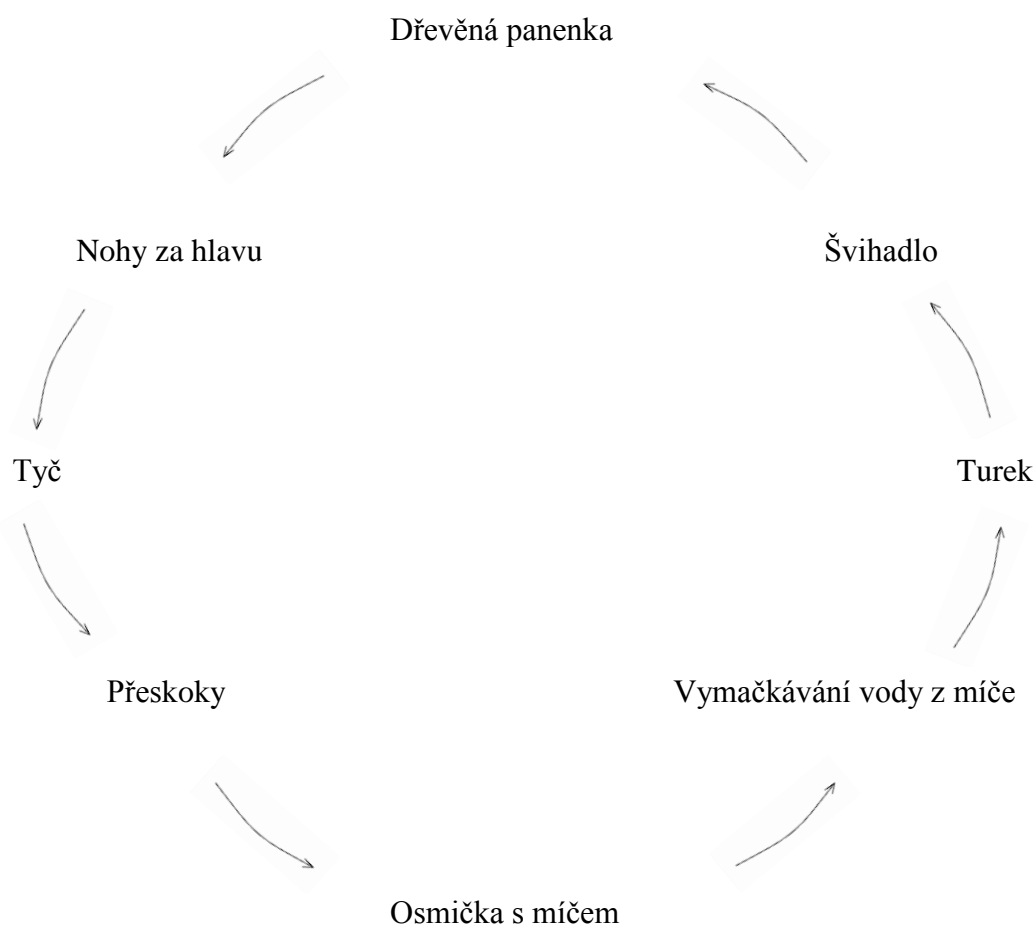 Dřevěná panenka
Nohy za hlavu
Švihadlo
Tyč
Turek
Přeskoky
Vymačkávání vody z míče
Osmička s míčem